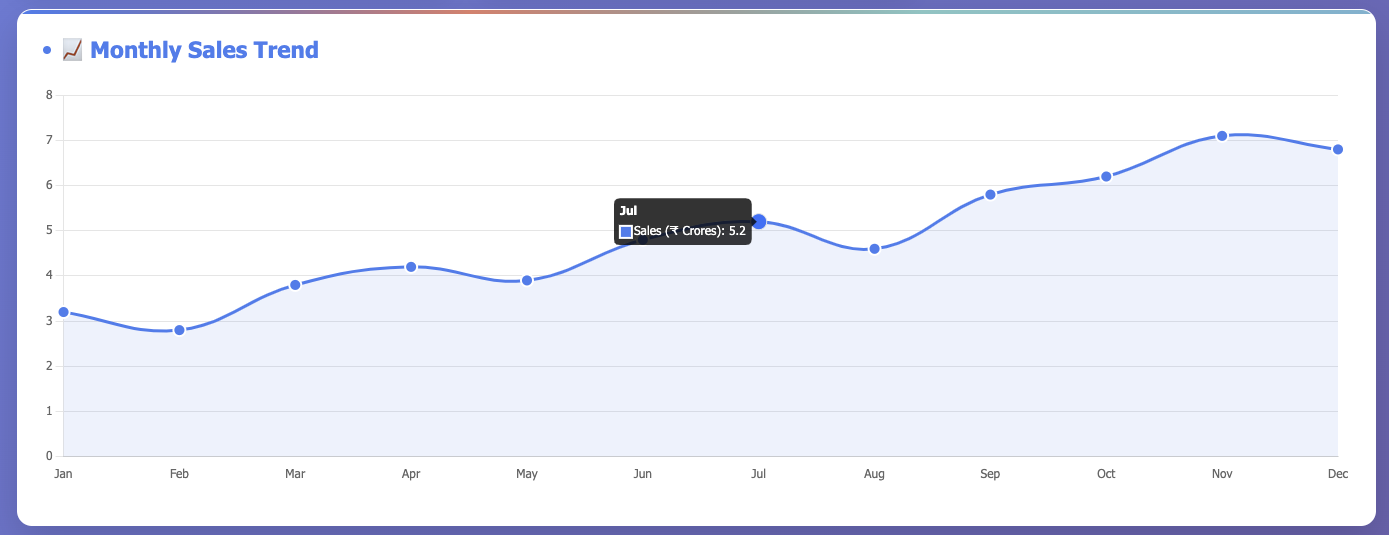 📈 Monthly Sales Trend
8
7
6
5
4
3
2
1
0
Jul
Sales (₹ Crores): 5.2
Jan Feb Mar Apr May Jun Jul Aug Sep Oct Nov Dec